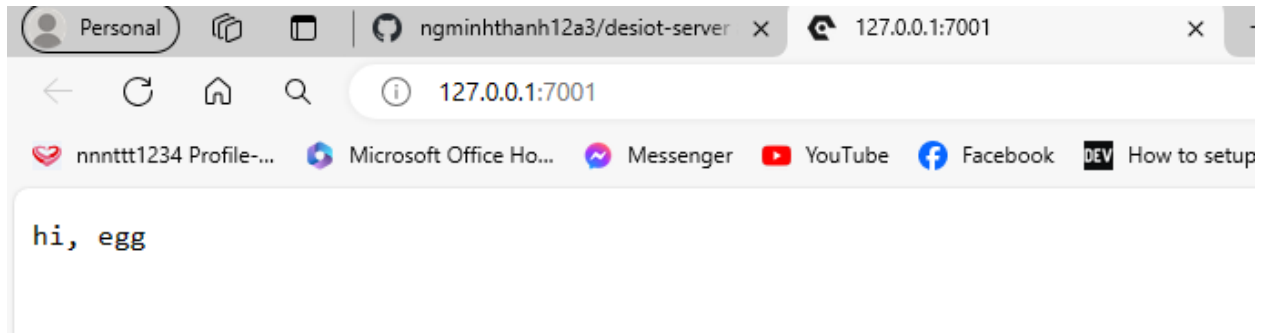 Personal
ngminhthanh12a3/desiot-server
127.0.0.1:7001
127.0.0.1:7001
nnnttt1234 Profile-...
Microsoft Office Ho...
Messenger
YouTube
Facebook
DEV
How to setup
hi, egg